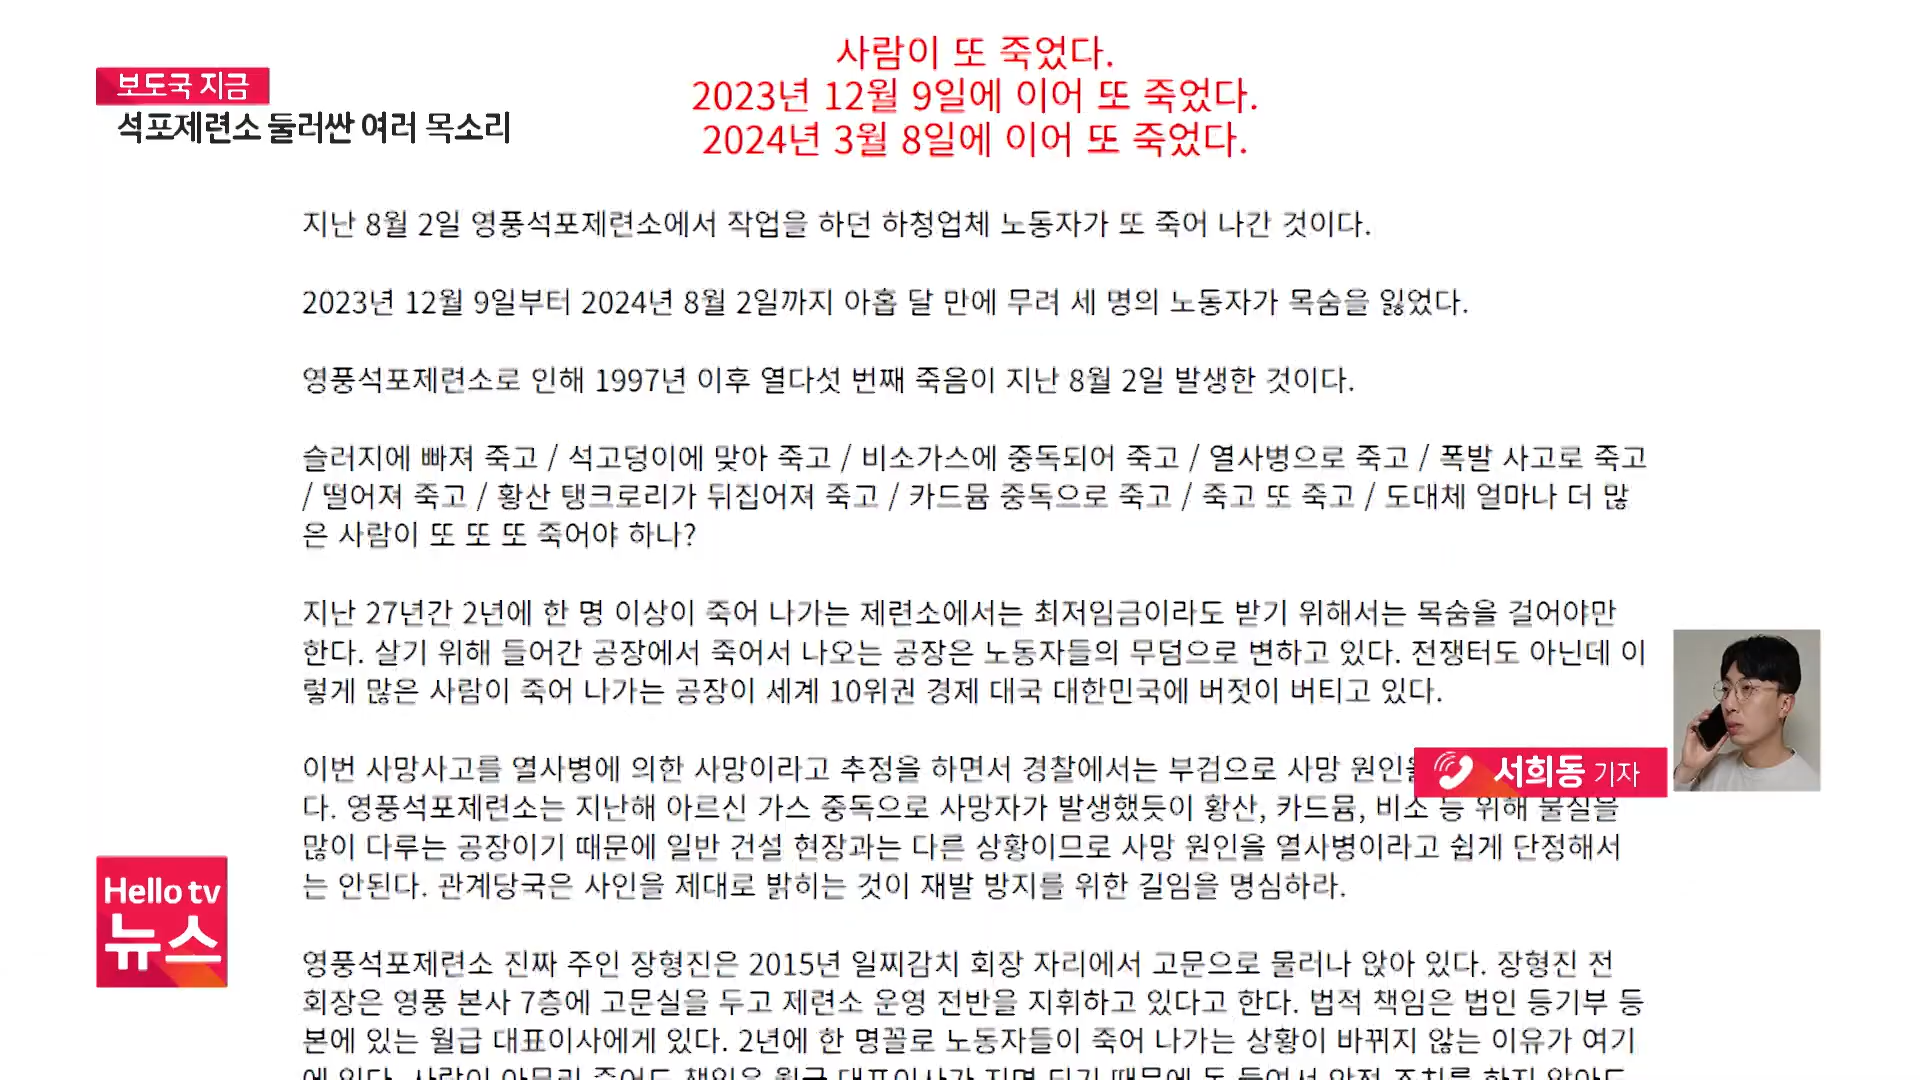 보도국 지금
석포제련소 둘러싼 여러 목소리
사람이 또 죽었다.
2023년 12월 9일에 이어 또 죽었다.
2024년 3월 8일에 이어 또 죽었다.
지난 8월 2일 영풍석포제련소에서 작업을 하던 하청업체 노동자가 또 죽어 나간 것이다.
2023년 12월 9일부터 2024년 8월 2일까지 아홉 달 만에 무려 세 명의 노동자가 목숨을 잃었다.
영풍석포제련소로 인해 1997년 이후 열다섯 번째 죽음이 지난 8월 2일 발생한 것이다.
슬러지에 빠져 죽고 / 석고덩이에 맞아 죽고 / 비소가스에 중독되어 죽고 / 열사병으로 죽고 / 폭발 사고로 죽고
/ 떨어져 죽고 / 황산 탱크로리가 뒤집어져 죽고 / 카드뮴 중독으로 죽고 / 죽고 또 죽고 / 도대체 얼마나 더 많
은 사람이 또 또 또 죽어야 하나?
지난 27년간 2년에 한 명 이상이 죽어 나가는 제련소에서는 최저임금이라도 받기 위해서는 목숨을 걸어야만
한다. 살기 위해 들어간 공장에서 죽어서 나오는 공장은 노동자들의 무덤으로 변하고 있다. 전쟁터도 아닌데 이
렇게 많은 사람이 죽어 나가는 공장이 세계 10위권 경제 대국 대한민국에 버젓이 버티고 있다.
이번 사망사고를 열사병에 의한 사망이라고 추정을 하면서 경찰에서는 부검으로 사망
다. 영풍석포제련소는 지난해 아르신 가스 중독으로 사망자가 발생했듯이 황산, 카드뮴, 비소 등 위해 물질을
많이 다루는 공장이기 때문에 일반 건설 현장과는 다른 상황이므로 사망 원인을 열사병이라고 쉽게 단정해서
는 안된다. 관계당국은 사인을 제대로 밝히는 것이 재발 방지를 위한 길임을 명심하라.
영풍석포제련소 진짜 주인 장형진은 2015년 일찌감치 회장 자리에서 고문으로 물러나 앉아 있다. 장형진 전
회장은 영풍 본사 7층에 고문실을 두고 제련소 운영 전반을 지휘하고 있다고 한다. 법적 책임은 법인 등기부 등
본에 있는 월급 대표이사에게 있다. 2년에 한 명꼴로 노동자들이 죽어 나가는 상황이 바뀌지 않는 이유가 여기
서희동 기자
Hello tv
뉴스